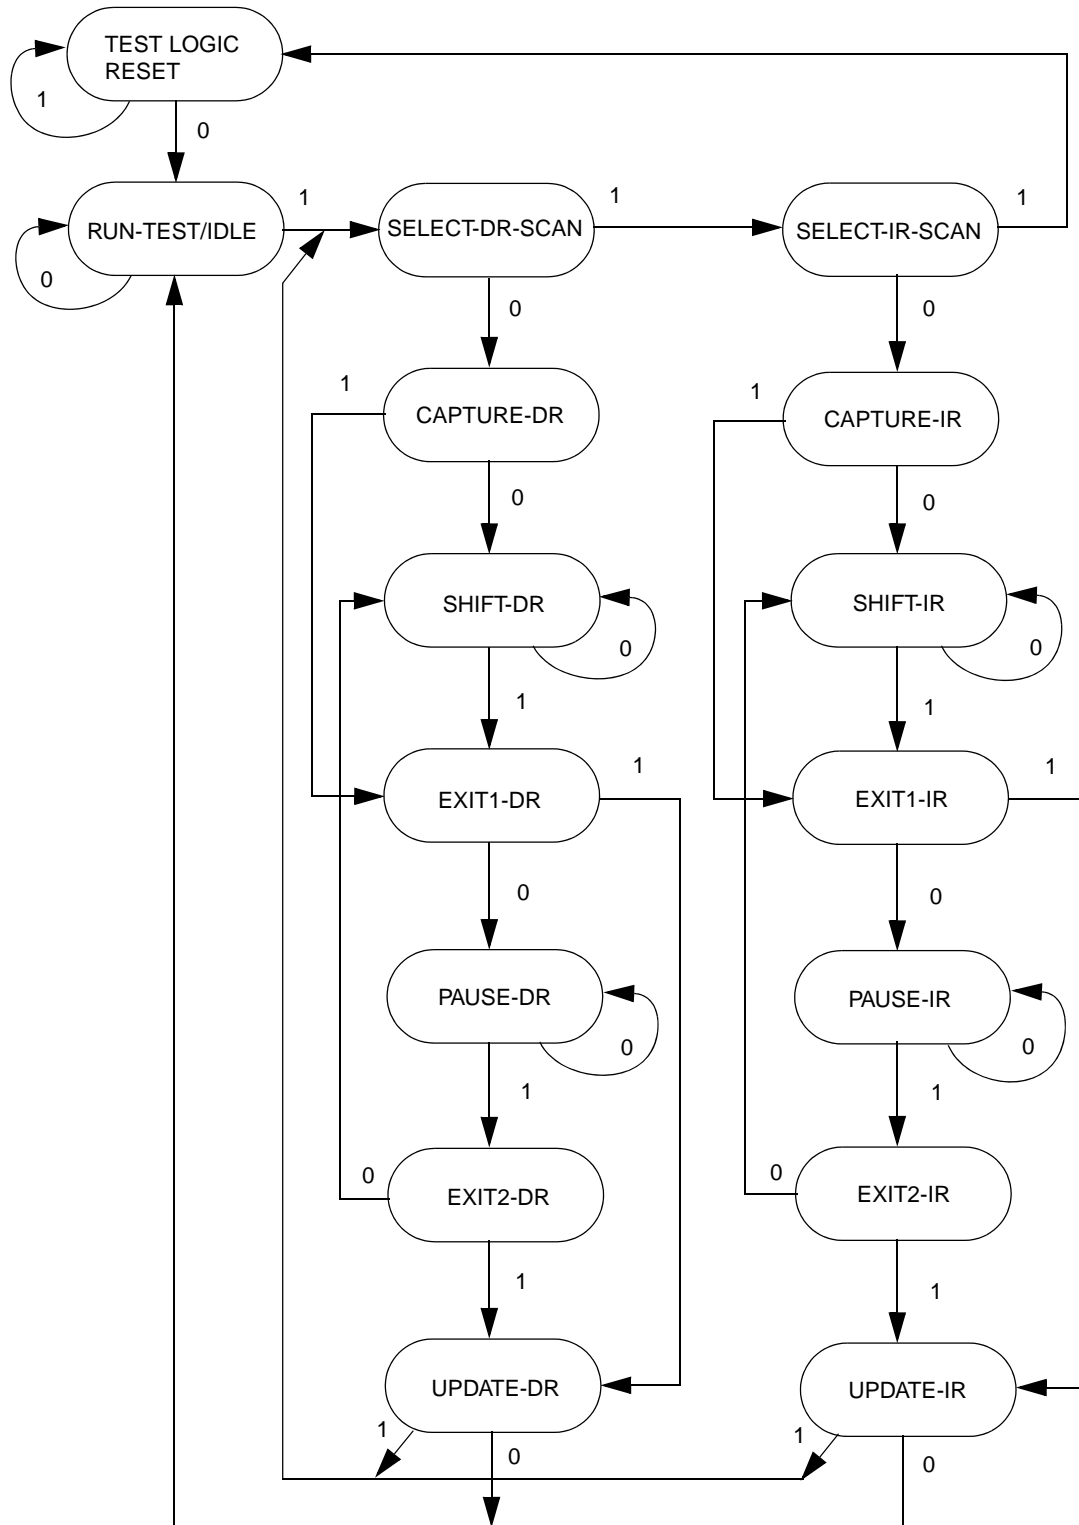 TEST LOGIC
RESET
1
0
RUN-TEST/IDLE
0
1
SELECT-DR-SCAN
1
SELECT-IR-SCAN
1
0
0
1
CAPTURE-DR
0
1
CAPTURE-IR
0
SHIFT-DR
0
1
SHIFT-IR
0
1
EXIT1-DR
1
0
EXIT1-IR
1
0
PAUSE-DR
0
1
PAUSE-IR
0
1
0
EXIT2-DR
1
0
EXIT2-IR
1
UPDATE-DR
1
0
UPDATE-IR
1
0